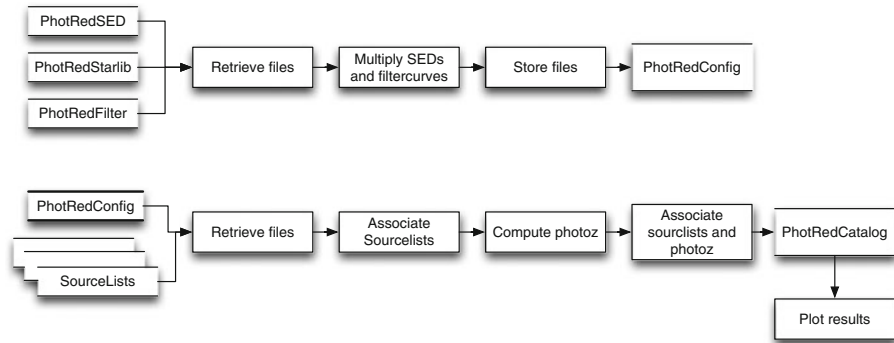 PhotRedSED
PhotRedStarlib
PhotRedFilter
Retrieve files
Multiply SEDs
and filtercurves
Store files
PhotRedConfig
PhotRedConfig
SourceLists
Retrieve files
Associate
Sourcelists
Compute photoz
Associate
sourclists and
photoz
PhotRedCatalog
Plot results